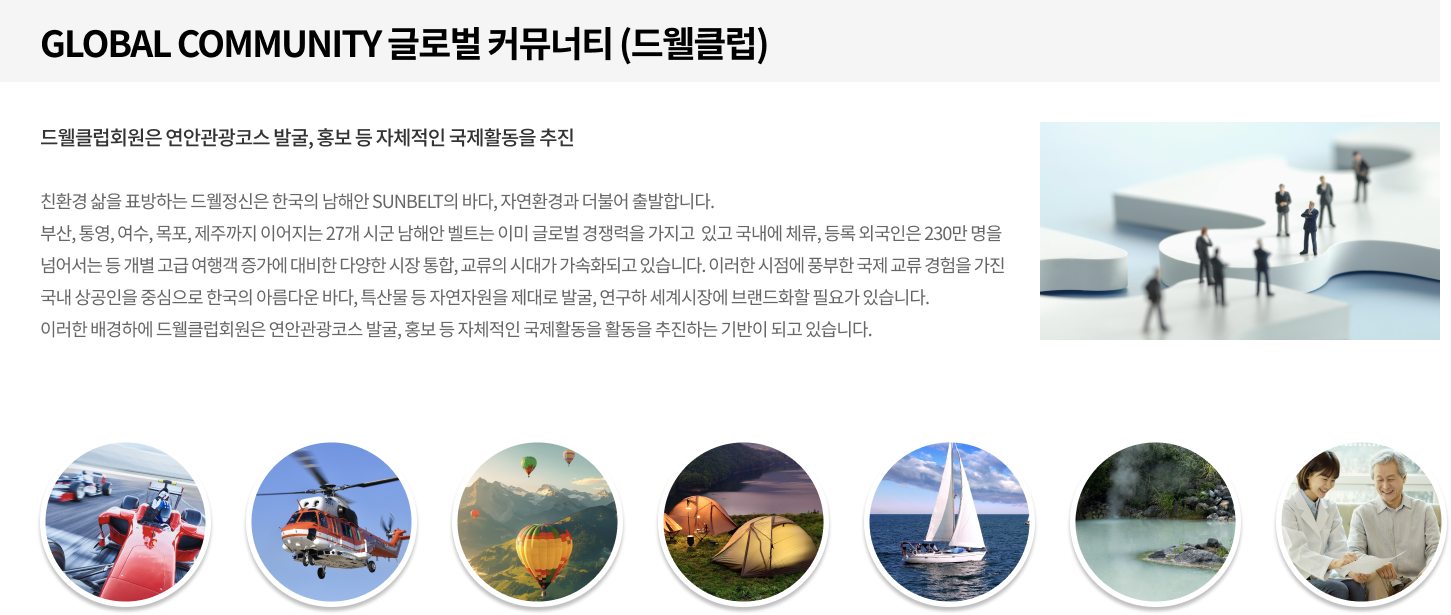 GLOBAL COMMUNITY 글로벌 커뮤너티 (드웰클럽)
드웰클럽회원은 연안관광코스 발굴, 홍보 등 자체적인 국제활동을 추진
친환경 삶을 표방하는 드웰정신은 한국의 남해안 SUNBELT의 바다, 자연환경과 더불어 출발합니다.
부산, 통영, 여수, 목포, 제주까지 이어지는 27개 시군 남해안 벨트는 이미 글로벌 경쟁력을 가지고 있고 국내에 체류, 등록 외국인은 230만 명을
넘어서는 등 개별 고급 여행객 증가에 대비한 다양한 시장 통합, 교류의 시대가 가속화되고 있습니다. 이러한 시점에 풍부한 국제 교류 경험을 가진
국내 상공인을 중심으로 한국의 아름다운 바다, 특산물 등 자연자원을 제대로 발굴, 연구하 세계시장에 브랜드화할 필요가 있습니다.
이러한 배경하에 드웰클럽회원은 연안관광코스 발굴, 홍보 등 자체적인 국제활동을 활동을 추진하는 기반이 되고 있습니다.